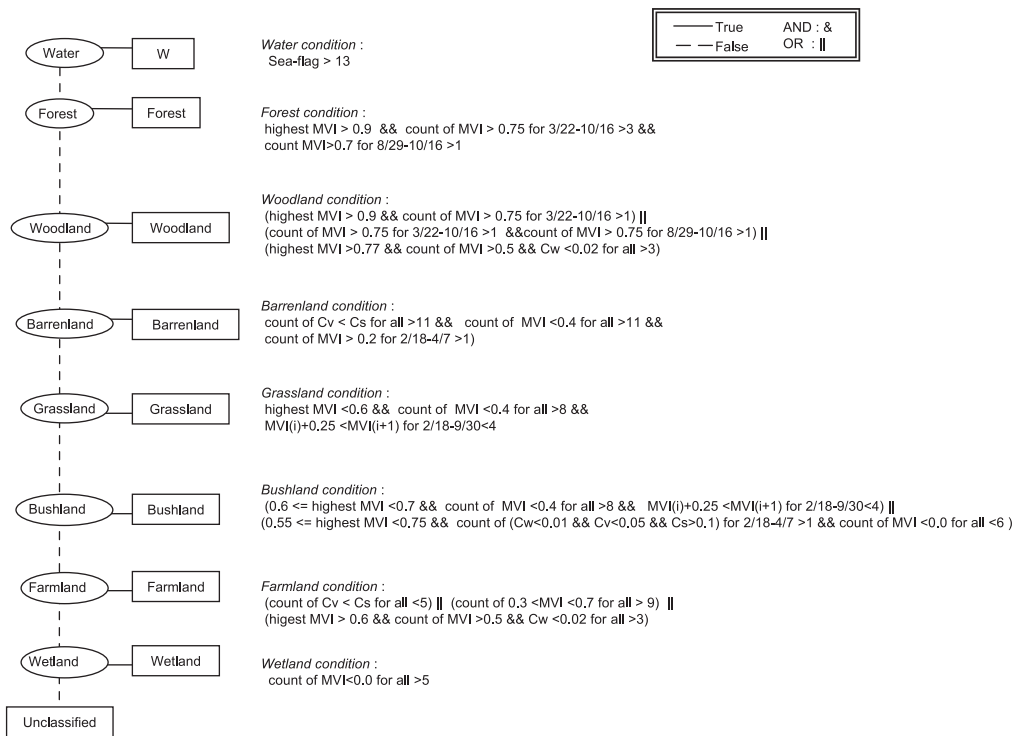 True AND : &
False OR : ||
Water W
Water condition :
Sea-flag > 13
Forest Forest
Forest condition :
highest MVI > 0.9 && count of MVI > 0.75 for 3/22-10/16 >3 &&
count MVI>0.7 for 8/29-10/16 >1
Woodland Woodland
Woodland condition :
(highest MVI > 0.9 && count of MVI > 0.75 for 3/22-10/16 >1) ||
(count of MVI > 0.75 for 3/22-10/16 >1 &&count of MVI > 0.75 for 8/29-10/16 >1) ||
(highest MVI >0.77 && count of MVI >0.5 && Cw <0.02 for all >3)
Barrenland Barrenland
Barrenland condition :
count of Cv < Cs for all >11 && count of MVI <0.4 for all >11 &&
count of MVI > 0.2 for 2/18-4/7 >1)
Grassland Grassland
Grassland condition :
highest MVI <0.6 && count of MVI <0.4 for all >8 &&
MVI(i)+0.25 <MVI(i+1) for 2/18-9/30<4
Bushland Bushland
Bushland condition :
(0.6 <= highest MVI <0.7 && count of MVI <0.4 for all >8 && MVI(i)+0.25 <MVI(i+1) for 2/18-9/30<4) ||
(0.55 <= highest MVI <0.75 && count of (Cw<0.01 && Cv<0.05 && Cs>0.1) for 2/18-4/7 >1 && count of MVI <0.0 for all <6 )
Farmland Farmland
Farmland condition :
(count of Cv < Cs for all <5) || (count of 0.3 <MVI <0.7 for all > 9) ||
(higest MVI > 0.6 && count of MVI >0.5 && Cw <0.02 for all >3)
Wetland Wetland
Wetland condition :
count of MVI<0.0 for all >5
Unclassified